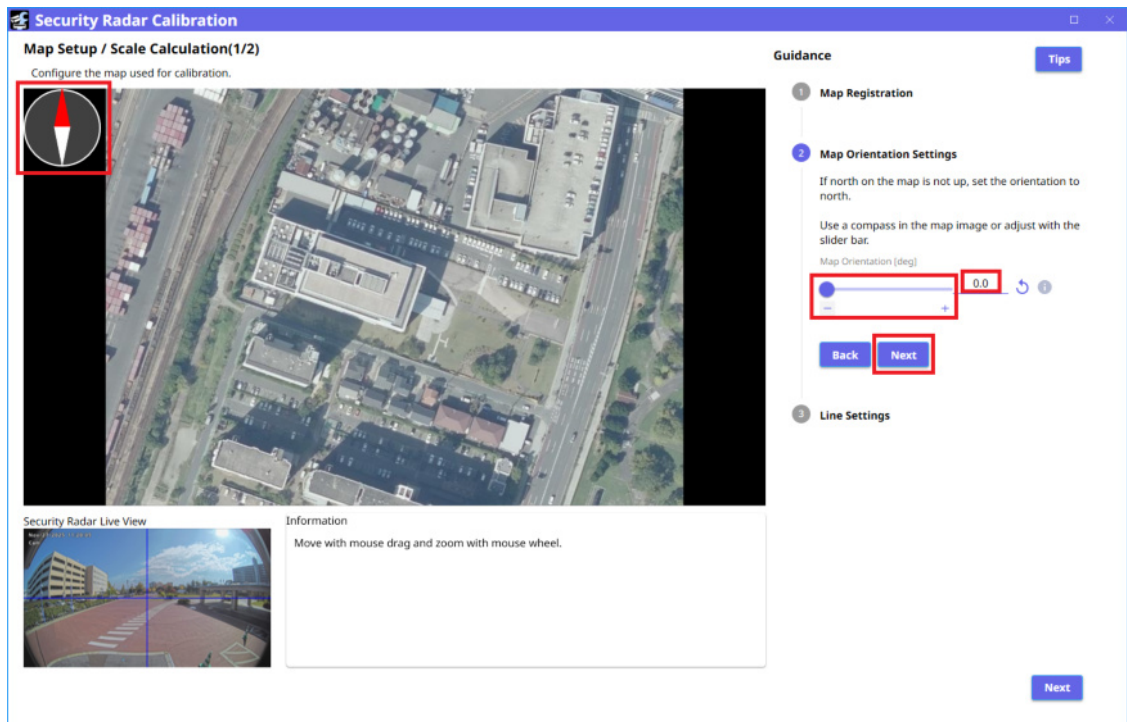 Security Radar Calibration
Map Setup / Scale Calculation(1/2)
Configure the map used for calibration.
Guidance
Tips
1 Map Registration
2 Map Orientation Settings
If north on the map is not up, set the orientation to
north.
Use a compass in the map image or adjust with the
slider bar.
Map Orientation [deg]
0.0
− +
Back Next
3 Line Settings
Security Radar Live View
Information
Move with mouse drag and zoom with mouse wheel.
Next